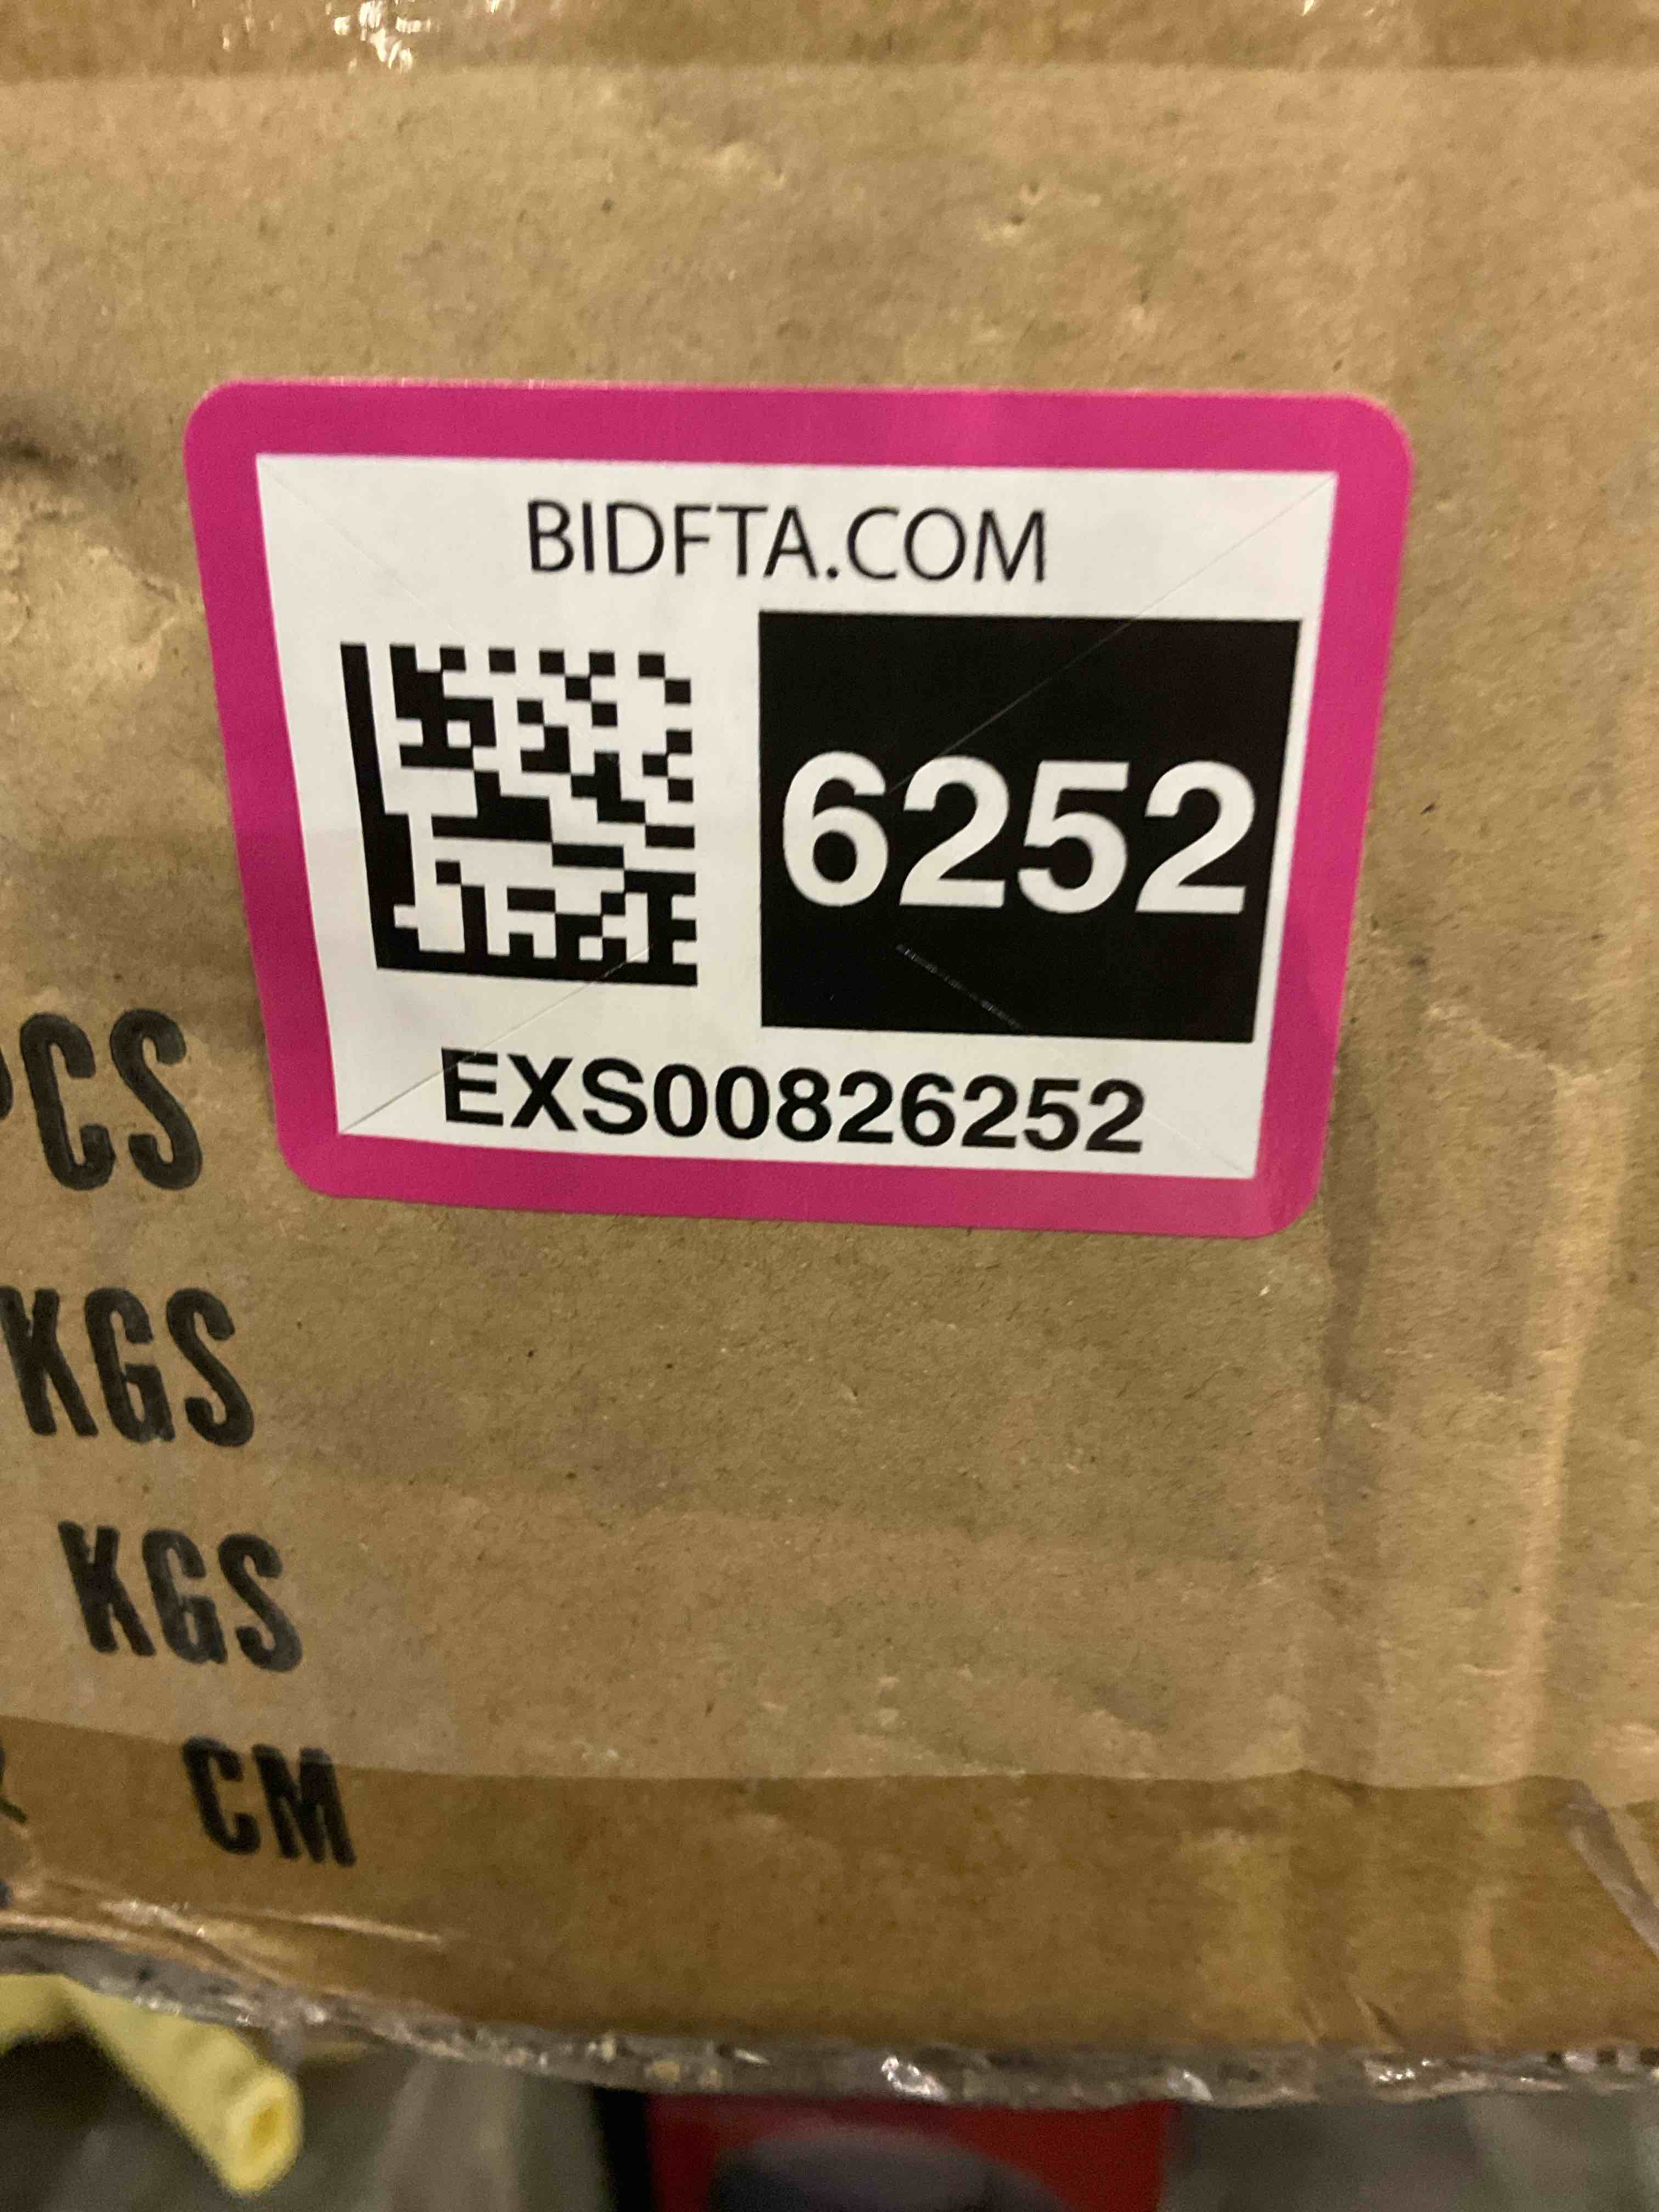 BIDFTA.COM
6252
EXS00826252
PCS
KGS
KGS
CM